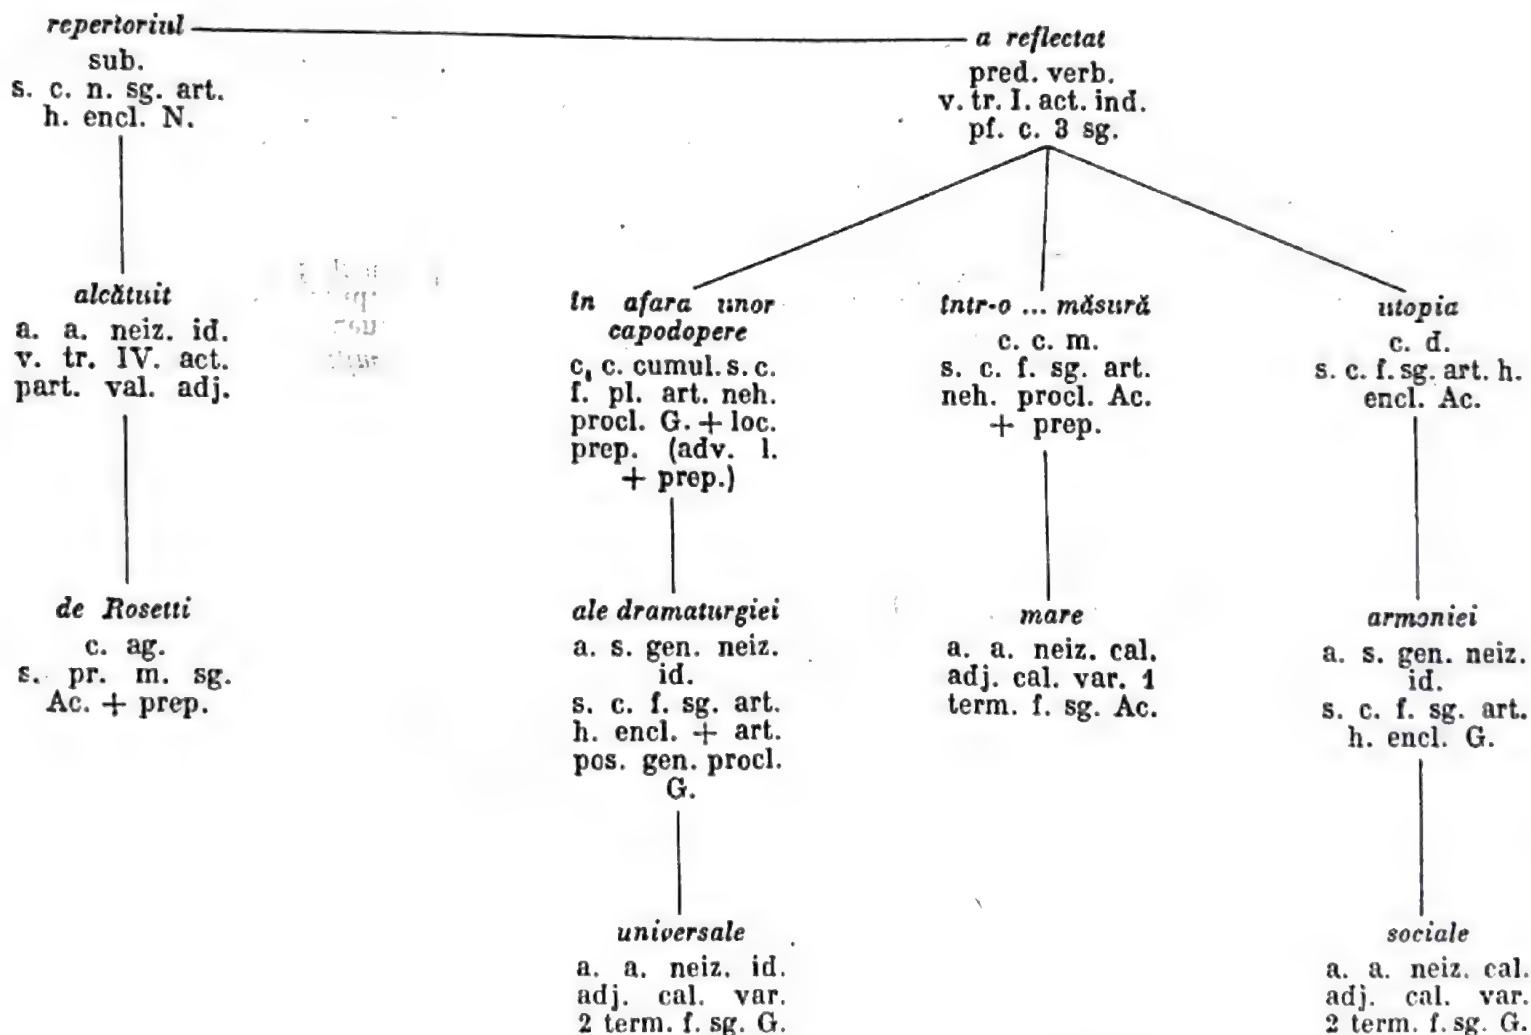 repertoriul
sub.
s. c. n. sg. art.
h. encl. N.
a reflectat
pred. verb.
v. tr. I. act. ind.
pf. c. 3 sg.
alcătuit
a. a. neiz. id.
v. tr. IV. act.
part. val. adj.
în afara unor
capodopere
c. c. cumul. s. c.
f. pl. art. neh.
procl. G. + loc.
prep. (adv. l.
+ prep.)
într-o ... măsură
c. c. m.
s. c. f. sg. art.
neh. procl. Ac.
+ prep.
utopia
c. d.
s. c. f. sg. art. h.
encl. Ac.
de Rosetti
c. ag.
s. pr. m. sg.
Ac. + prep.
ale dramaturgiei
a. s. gen. neiz.
id.
s. c. f. sg. art.
h. encl. + art.
pos. gen. procl.
G.
mare
a. a. neiz. cal.
adj. cal. var. 1
term. f. sg. Ac.
armoniei
a. s. gen. neiz.
id.
s. c. f. sg. art.
h. encl. G.
universale
a. a. neiz. id.
adj. cal. var.
2 term. f. sg. G.
sociale
a. a. neiz. cal.
adj. cal. var.
2 term. f. sg. G.